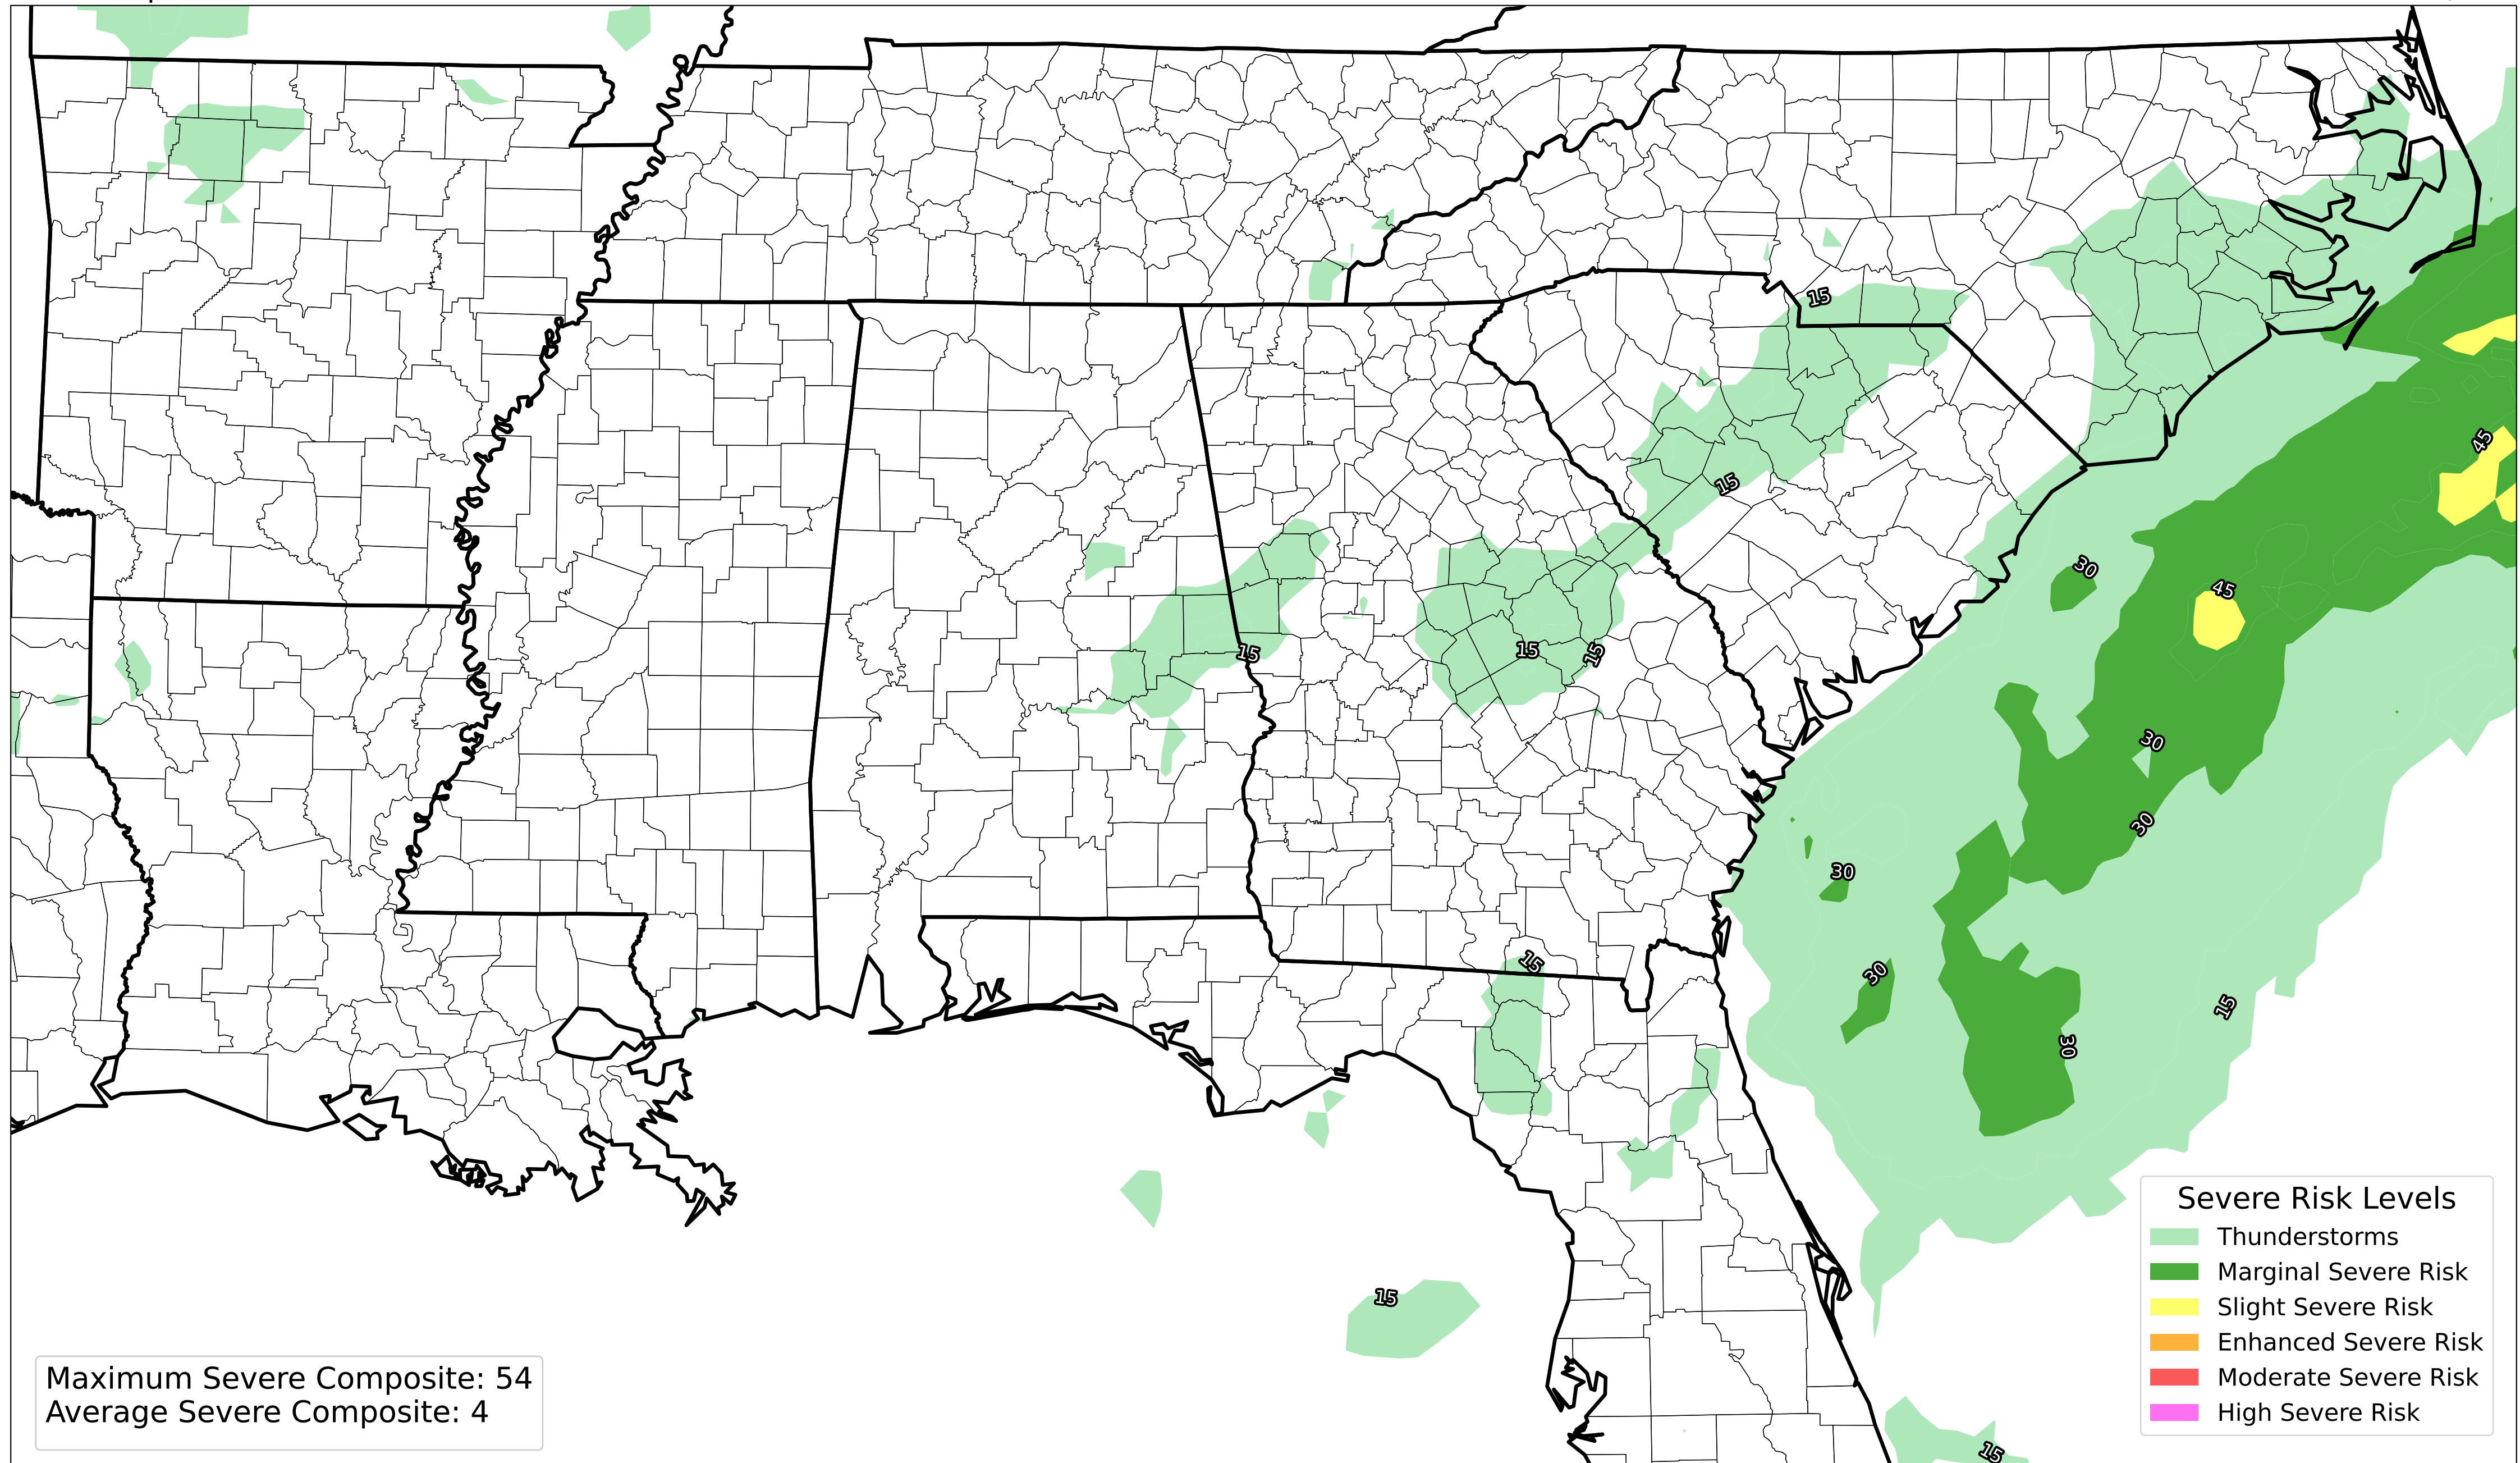 15
45
15
30
45
15
15
15
30
30
30
15
30
15
30
15
15
Severe Risk Levels
Thunderstorms
Marginal Severe Risk
Slight Severe Risk
Enhanced Severe Risk
Moderate Severe Risk
High Severe Risk
Maximum Severe Composite: 54
Average Severe Composite: 4